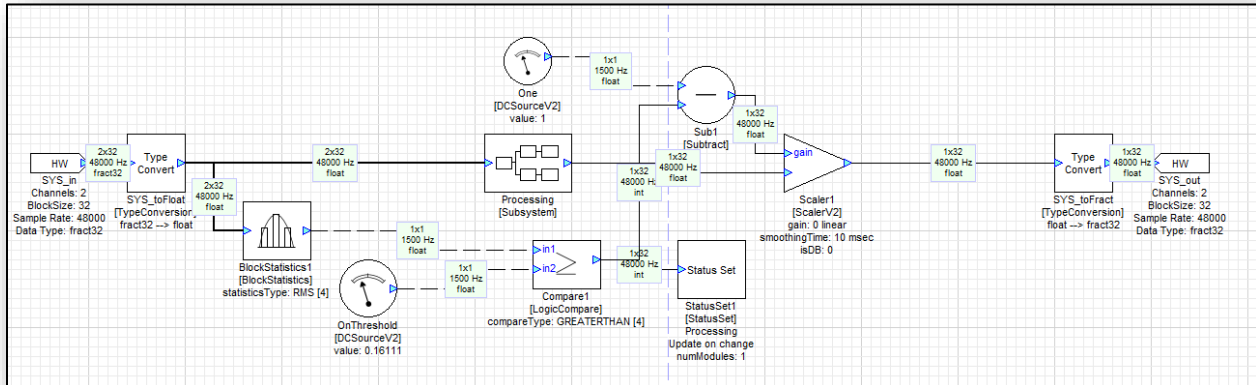 1x1
1500 Hz
float
One
[DCSourceV2]
value: 1
Sub1
[Subtract]
1x32
48000 Hz
float
HW
SYS_in
Channels: 2
BlockSize: 32
Sample Rate: 48000
Data Type: fract32
2x32
48000 Hz
fract32
Type
Convert
SYS_toFloat
[TypeConversion]
fract32 --> float
2x32
48000 Hz
float
2x32
48000 Hz
float
Processing
[Subsystem]
1x32
48000 Hz
int
1x32
48000 Hz
float
gain
Scaler1
[ScalerV2]
gain: 0 linear
smoothingTime: 10 msec
isDB: 0
1x32
48000 Hz
float
Type
Convert
SYS_toFract
[TypeConversion]
float --> fract32
1x32
48000 Hz
fract32
HW
SYS_out
Channels: 2
BlockSize: 32
Sample Rate: 48000
Data Type: fract32
BlockStatistics1
[BlockStatistics]
statisticsType: RMS [4]
1x1
1500 Hz
float
1x1
1500 Hz
float
OnThreshold
[DCSourceV2]
value: 0.16111
in1
in2
Compare1
[LogicCompare]
compareType: GREATERTHAN [4]
1x32
48000 Hz
int
Status Set
StatusSet1
[StatusSet]
Processing
Update on change
numModules: 1